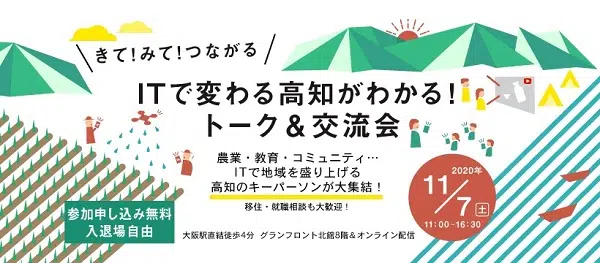 きて!みて!つながる
ITで変わる高知がわかる!
トーク&交流会
農業・教育・コミュニティ…
ITで地域を盛り上げる
高知のキーパーソンが大集結!
移住・就職相談も大歓迎!
参加申し込み無料
入退場自由
2020年
11/7(土)
11:00-16:30
大阪駅直結徒歩4分 グランフロント北館8階&オンライン配信